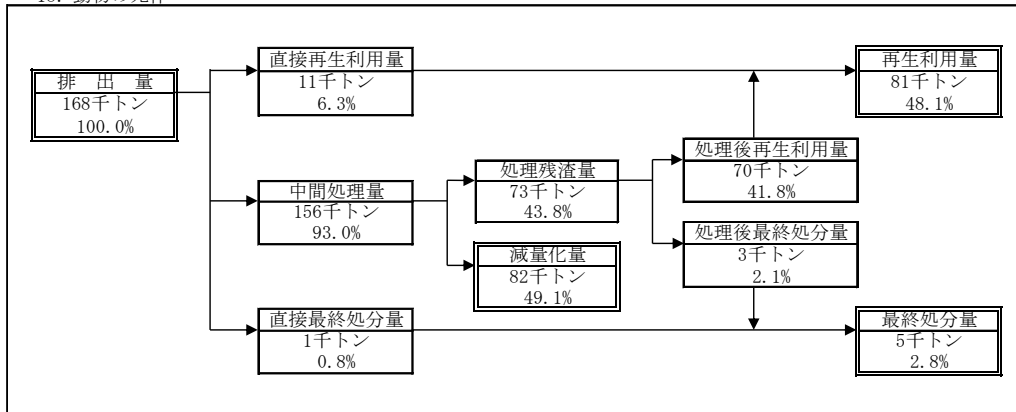 排 出 量
168千トン
100.0%
直接再生利用量
11千トン
6.3%
中間処理量
156千トン
93.0%
直接最終処分量
1千トン
0.8%
処理残渣量
73千トン
43.8%
減量化量
82千トン
49.1%
処理後再生利用量
70千トン
41.8%
処理後最終処分量
3千トン
2.1%
再生利用量
81千トン
48.1%
最終処分量
5千トン
2.8%